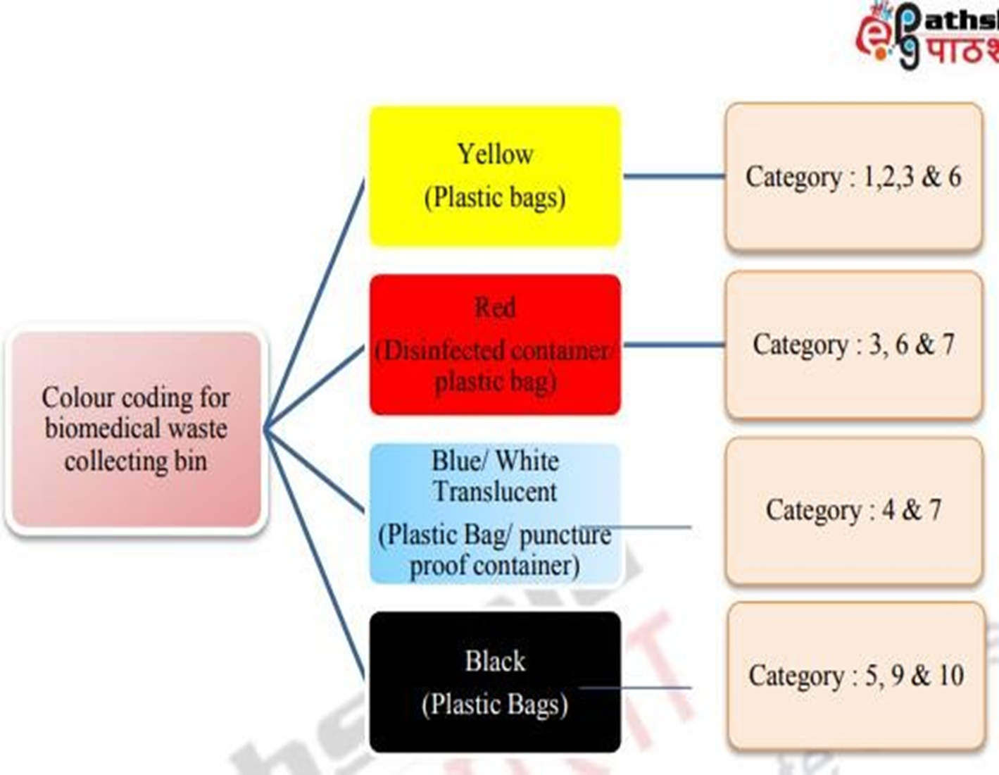 athsl
पाठश
Yellow
(Plastic bags)
Category : 1,2,3 & 6
Red
(Disinfected container/
plastic bag)
Category : 3, 6 & 7
Colour coding for
biomedical waste
collecting bin
Blue/ White
Translucent
(Plastic Bag/ puncture
proof container)
Category : 4 & 7
Black
(Plastic Bags)
Category : 5, 9 & 10